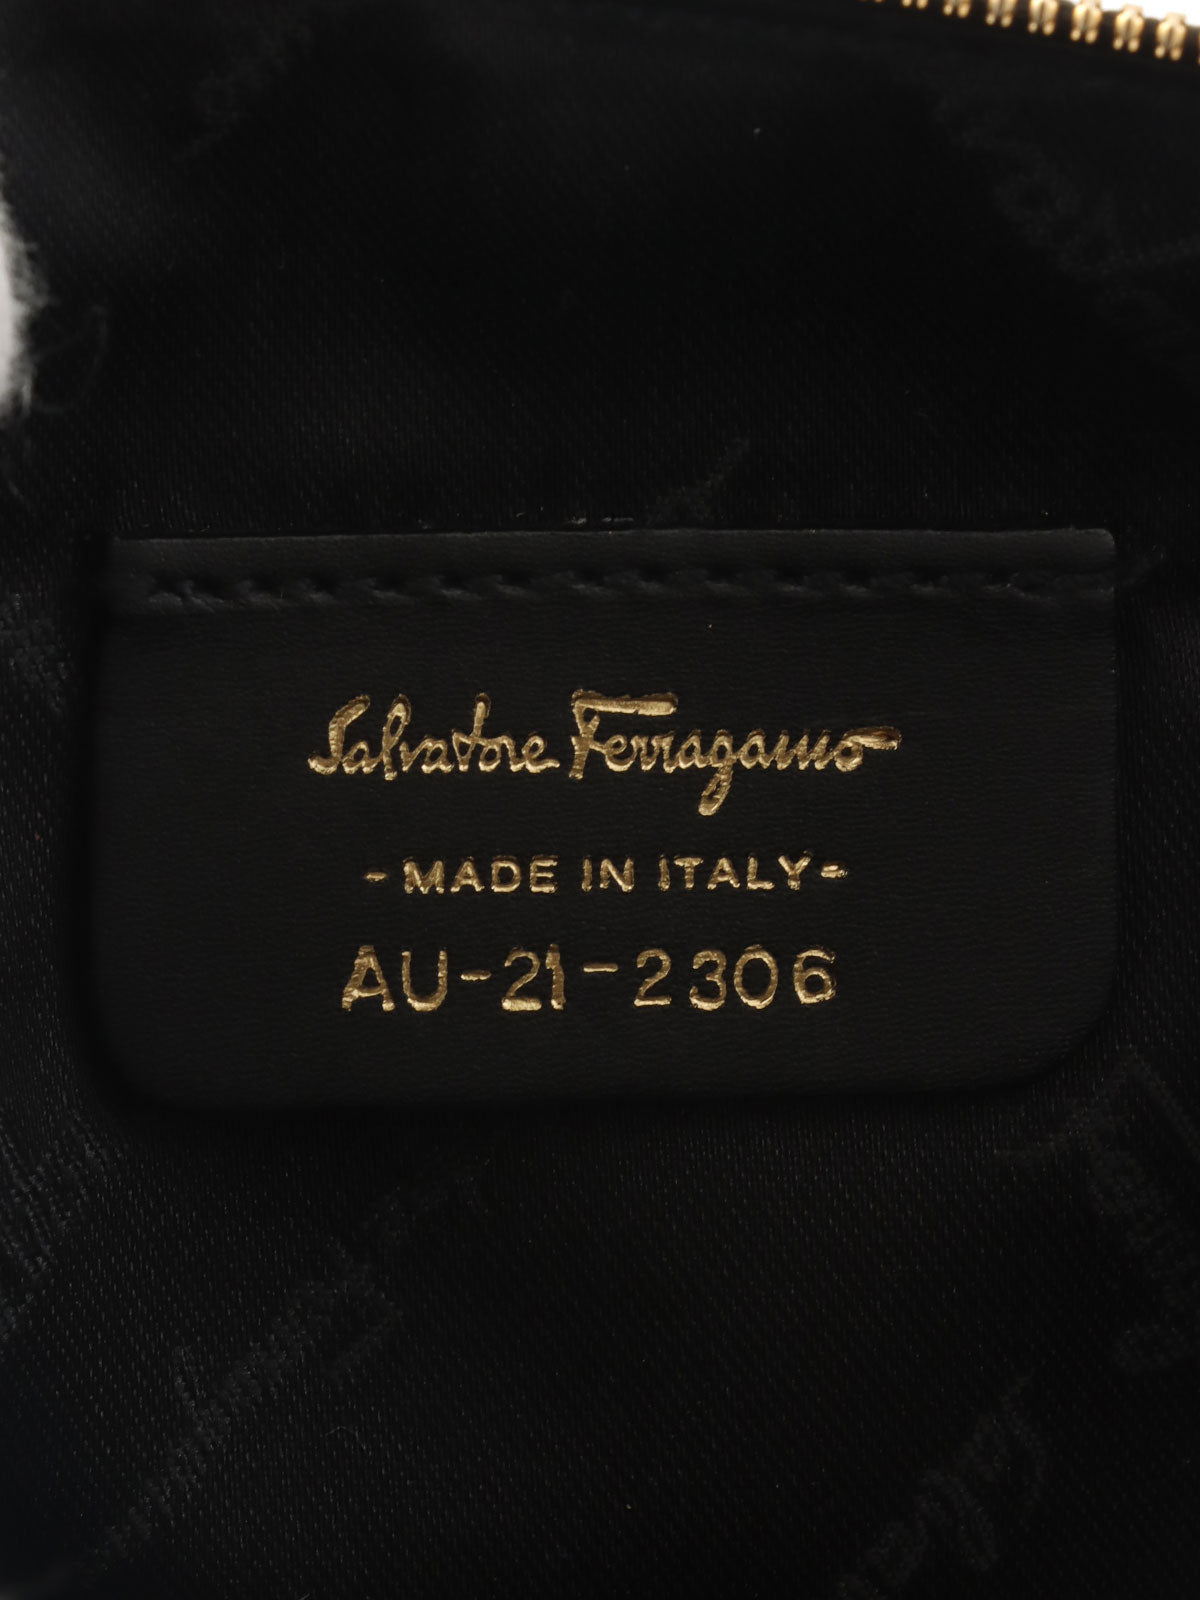 Salvatore Ferragamo
-MADE IN ITALY-
AU-21-2306